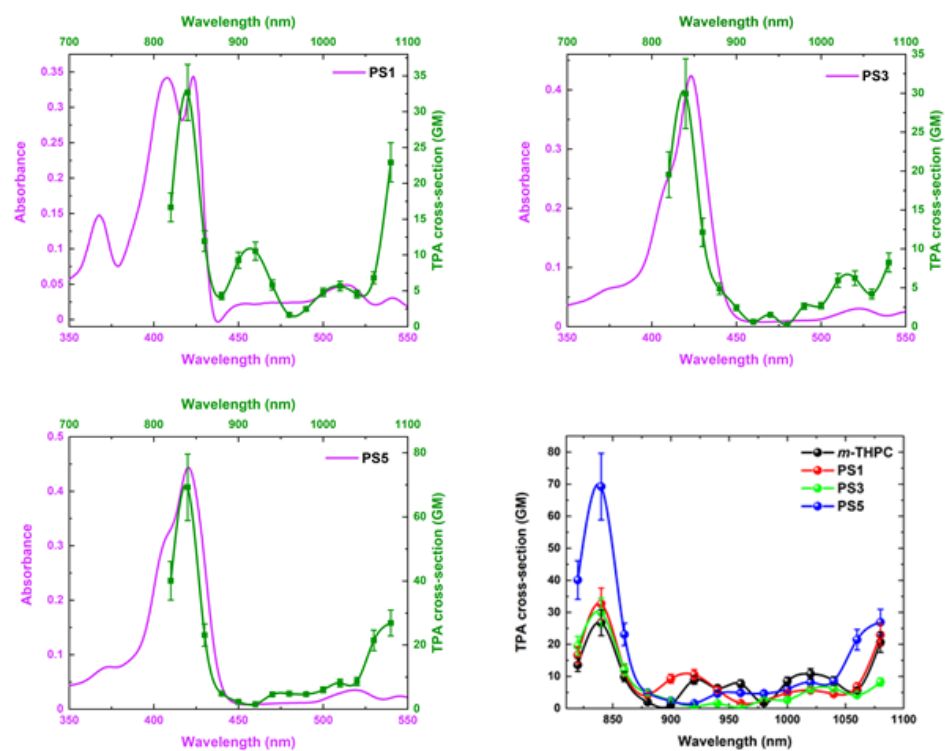 Wavelength (nm)
700 800 900 1000 1100
0.35
0.3
0.25
0.2
0.15
0.1
0.05
0
Absorbance
PS1
35
30
25
20
15
10
5
0
TPA cross-section (GM)
350 400 450 500 550
Wavelength (nm)
Wavelength (nm)
700 800 900 1000 1100
0.4
0.3
0.2
0.1
0
Absorbance
PS3
35
30
25
20
15
10
5
0
TPA cross-section (GM)
350 400 450 500 550
Wavelength (nm)
Wavelength (nm)
700 800 900 1000 1100
0.5
0.4
0.3
0.2
0.1
0
Absorbance
PS5
80
60
40
20
0
TPA cross-section (GM)
350 400 450 500 550
Wavelength (nm)
80
70
60
50
40
30
20
10
0
TPA cross-section (GM)
m-THPC
PS1
PS3
PS5
850 900 950 1000 1050 1100
Wavelength (nm)